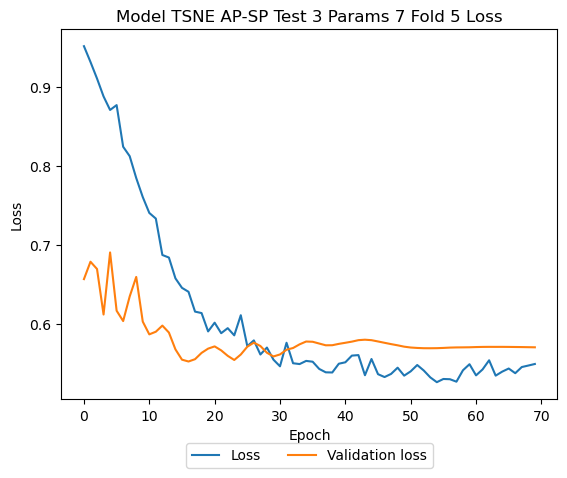 Model TSNE AP-SP Test 3 Params 7 Fold 5 Loss
Loss
0.9
0.8
0.7
0.6
0 10 20 30 40 50 60 70
Epoch
Loss Validation loss